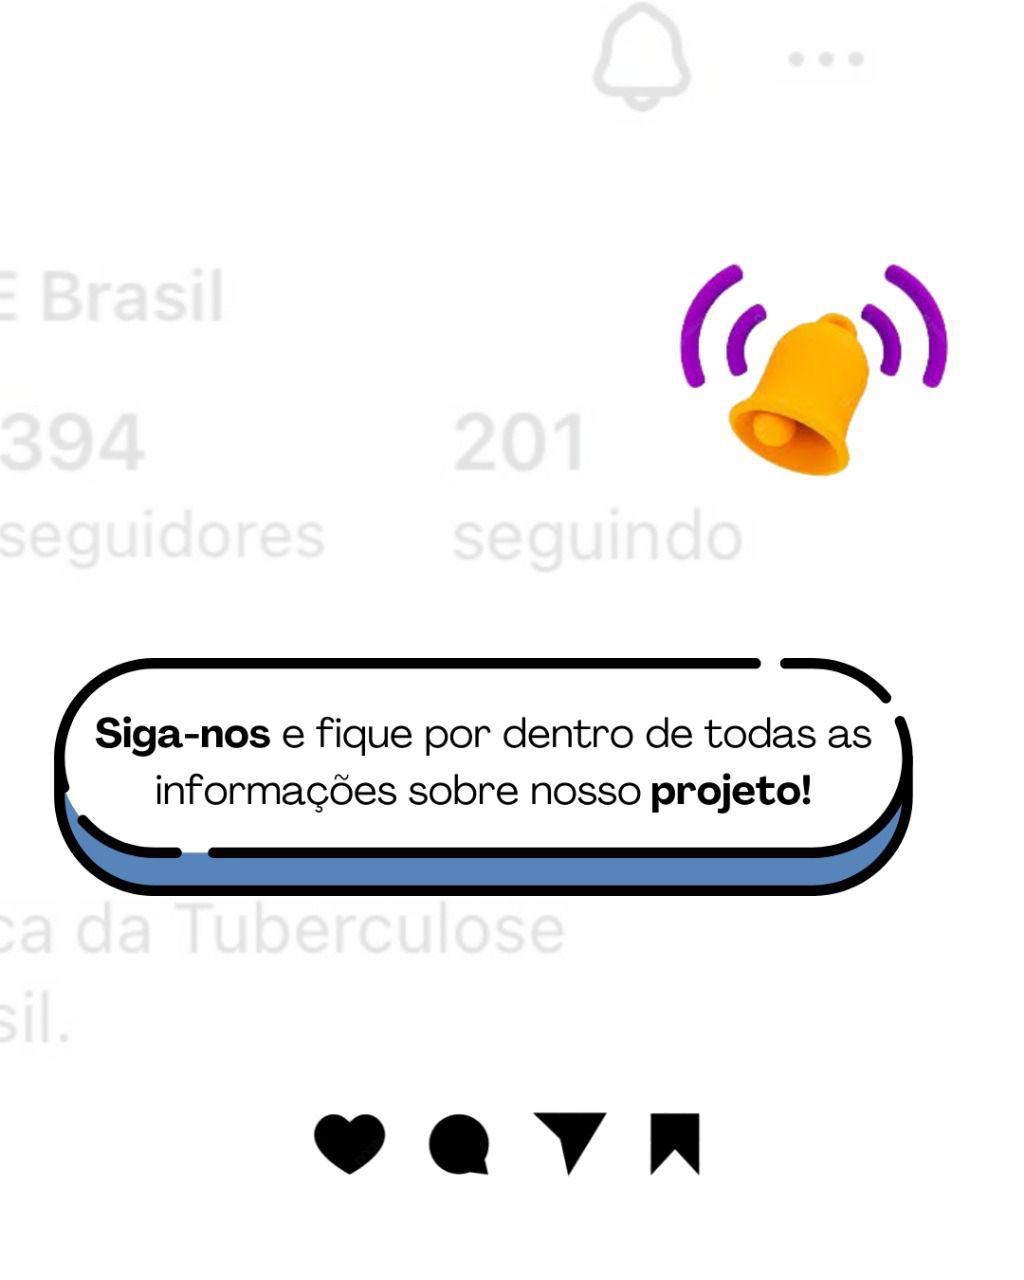 E Brasil
394 201
seguidores seguindo
Siga-nos e fique por dentro de todas as
informações sobre nosso projeto!
ca da Tuberculose
sil.